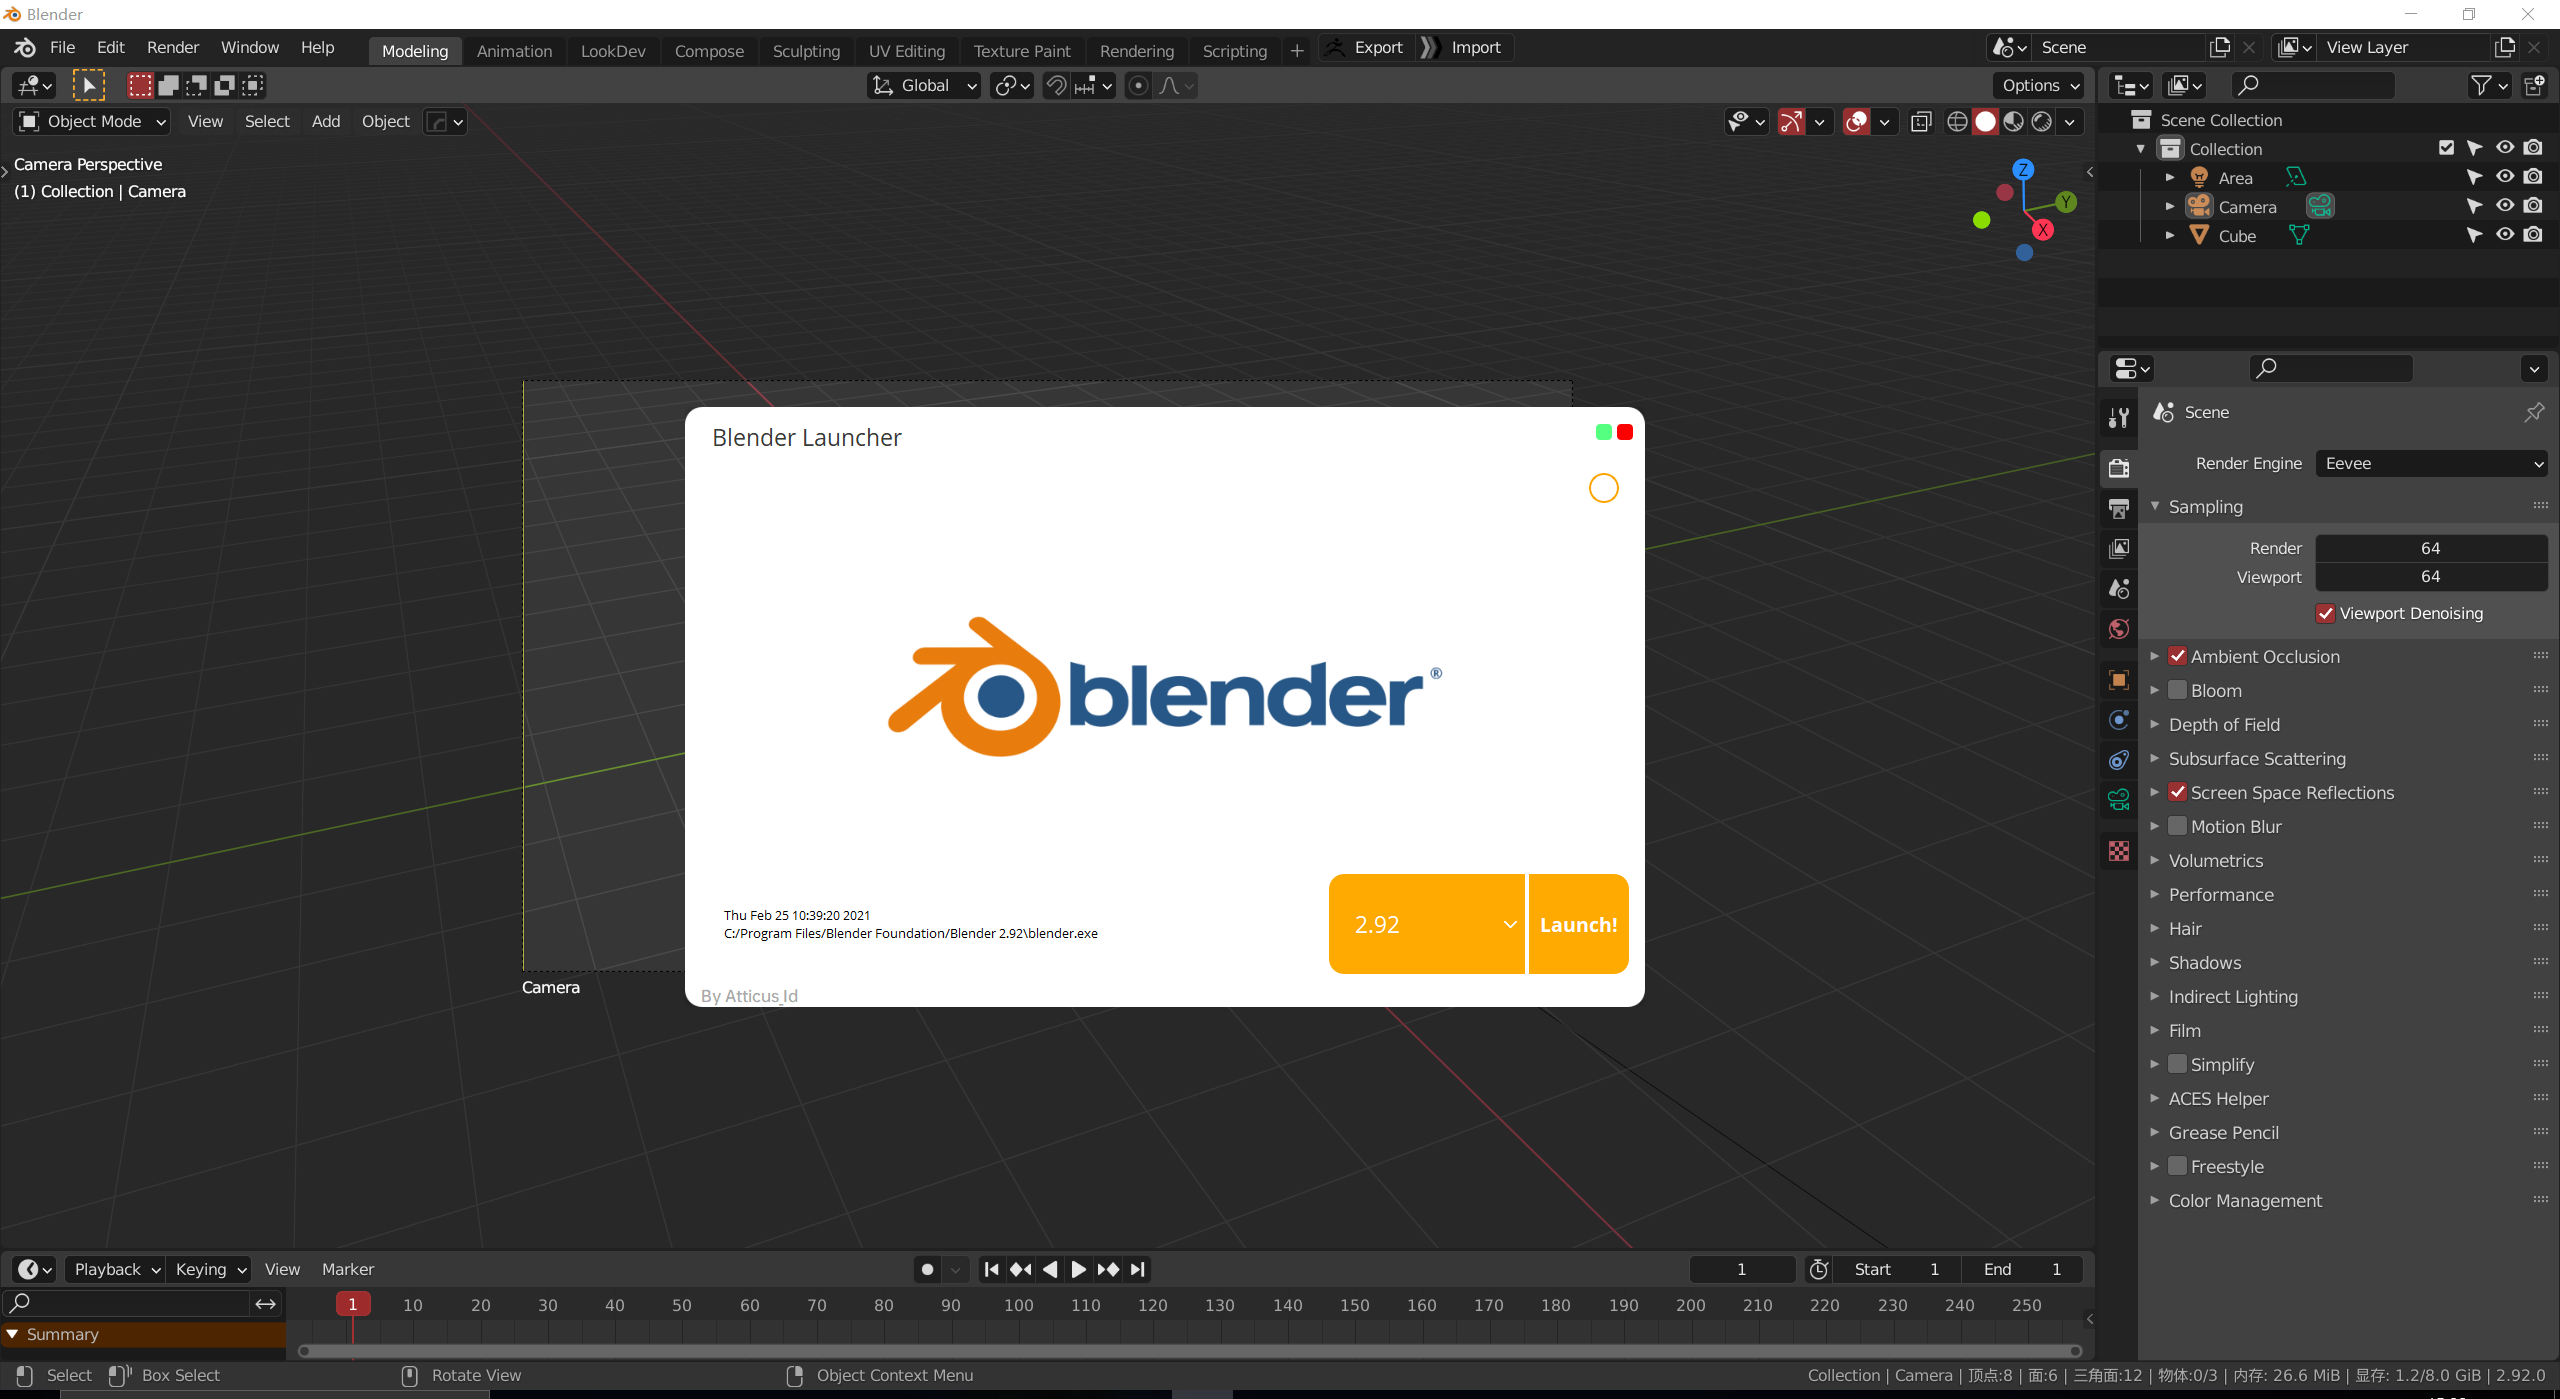 Blender
File Edit Render Window Help Modeling Animation LookDev Compose Sculpting UV Editing Texture Paint Rendering Scripting + Export Import Scene View Layer
Global Options
Object Mode View Select Add Object
Camera Perspective
(1) Collection | Camera
Z
Y
X
Scene Collection
Collection
Area
Camera
Cube
Scene
Render Engine Eevee
Sampling
Render 64
Viewport 64
Viewport Denoising
Ambient Occlusion
Bloom
Depth of Field
Subsurface Scattering
Screen Space Reflections
Motion Blur
Volumetrics
Performance
Hair
Shadows
Indirect Lighting
Film
Simplify
ACES Helper
Grease Pencil
Freestyle
Color Management
Blender Launcher
blender®
Thu Feb 25 10:39:20 2021
C:/Program Files/Blender Foundation/Blender 2.92\blender.exe
2.92 Launch!
By Atticus_Id
Camera
Playback Keying View Marker 1 Start 1 End 1
1 10 20 30 40 50 60 70 80 90 100 110 120 130 140 150 160 170 180 190 200 210 220 230 240 250
Summary
Select Box Select Rotate View Object Context Menu Collection | Camera | 顶点:8 | 面:6 | 三角面:12 | 物体:0/3 | 内存: 26.6 MiB | 显存: 1.2/8.0 GiB | 2.92.0